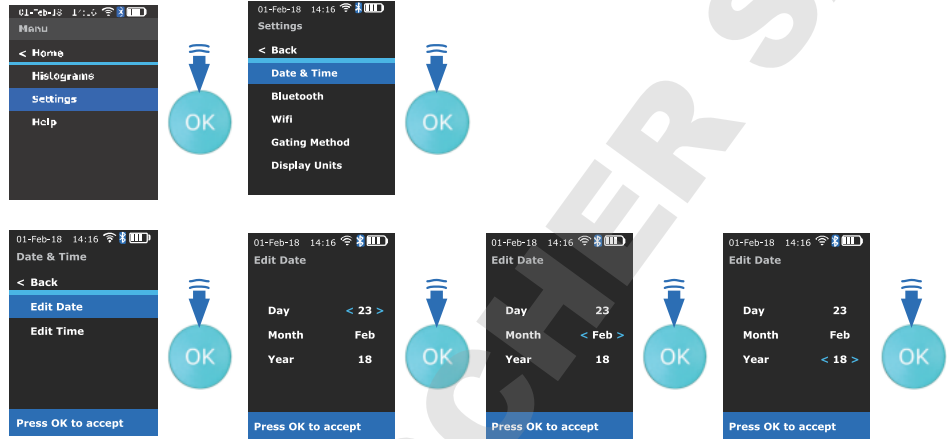 Menu
< Home
Histograms
Settings
Help
OK
01-Feb-18 14:16
Settings
< Back
Date & Time
Bluetooth
Wifi
Gating Method
Display Units
OK
01-Feb-18 14:16
Date & Time
< Back
Edit Date
Edit Time
Press OK to accept
OK
01-Feb-18 14:16
Edit Date
Day < 23 >
Month Feb
Year 18
Press OK to accept
OK
01-Feb-18 14:16
Edit Date
Day 23
Month < Feb >
Year 18
Press OK to accept
OK
01-Feb-18 14:16
Edit Date
Day 23
Month Feb
Year < 18 >
Press OK to accept
OK
CHER S